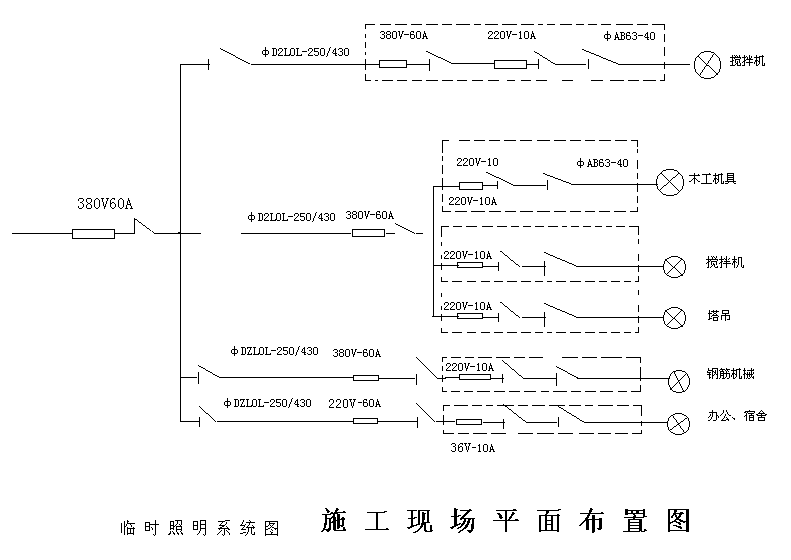 380V-60A 220V-10A φAB63-40
φD2LOL-250/430 搅拌机
220V-10 φAB63-40
木工机具
220V-10A
380V60A
φD2LOL-250/430 380V-60A
220V-10A 搅拌机
220V-10A 塔吊
φDZLOL-250/430 380V-60A
220V-10A 钢筋机械
φDZLOL-250/430 220V-60A
办公、宿舍
36V-10A
临时照明系统图 施工现场平面布置图